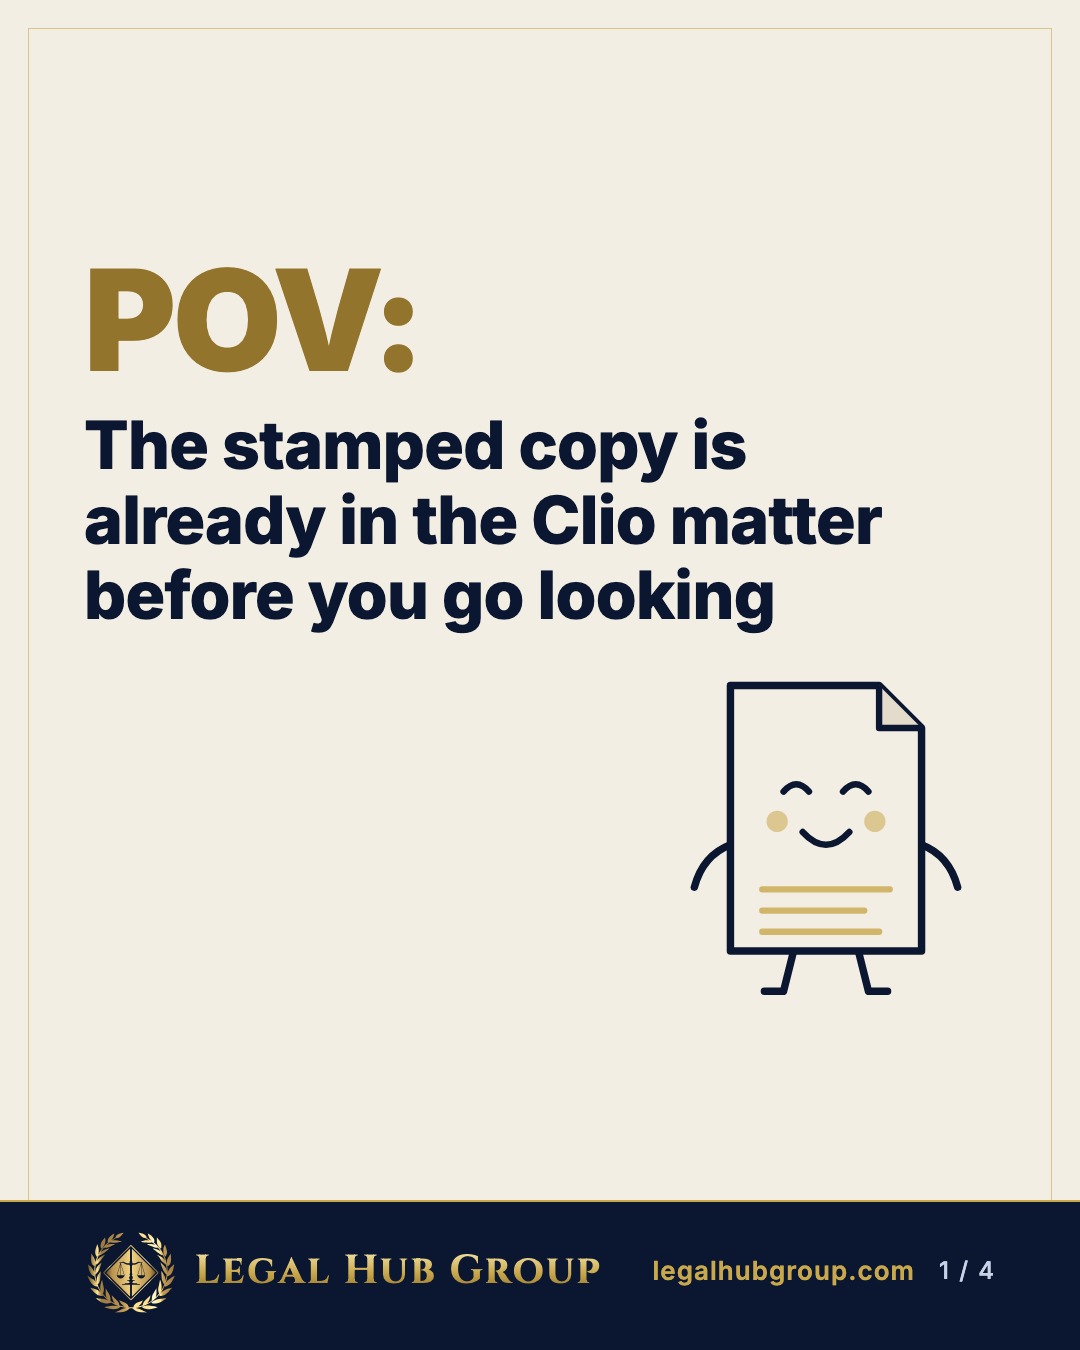 POV:
The stamped copy is
already in the Clio matter
before you go looking
LEGAL HUB GROUP
legalhubgroup.com
1 / 4